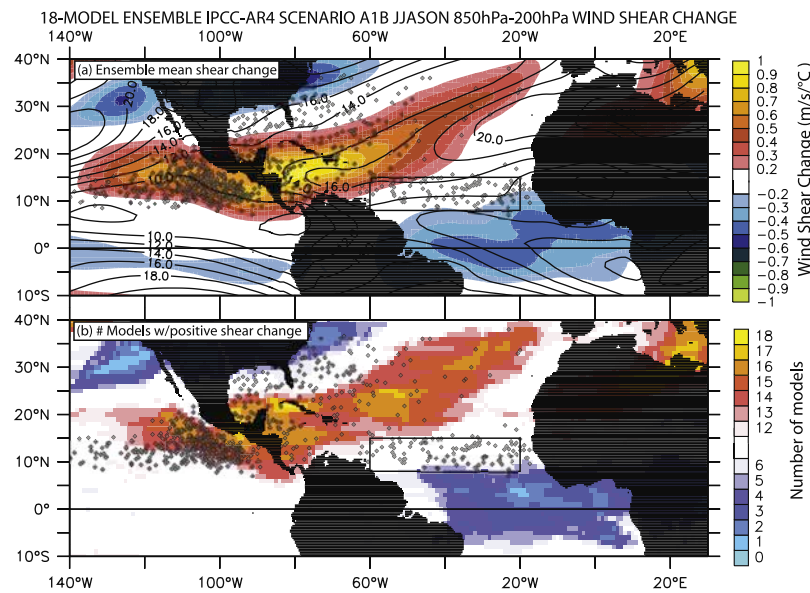 18-MODEL ENSEMBLE IPCC-AR4 SCENARIO A1B JJASON 850hPa-200hPa WIND SHEAR CHANGE
140°W 100°W 60°W 20°W 20°E
(a) Ensemble mean shear change
40°N
30°N
20°N
10°N
0°
10°S
20.0
18.0
16.0
14.0
12.0
10.0
16.0
14.0
16.0
20.0
10.0
12.0
14.0
16.0
18.0
1
0.9
0.8
0.7
0.6
0.5
0.4
0.3
0.2
−0.2
−0.3
−0.4
−0.5
−0.6
−0.7
−0.8
−0.9
−1
Wind Shear Change (m/s/°C)
(b) # Models w/positive shear change
40°N
30°N
20°N
10°N
0°
10°S
140°W 100°W 60°W 20°W 20°E
18
17
16
15
14
13
12
6
5
4
3
2
1
0
Number of models